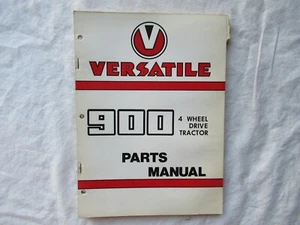 V
VERSATILE
900
4 WHEEL
DRIVE
TRACTOR
PARTS
MANUAL